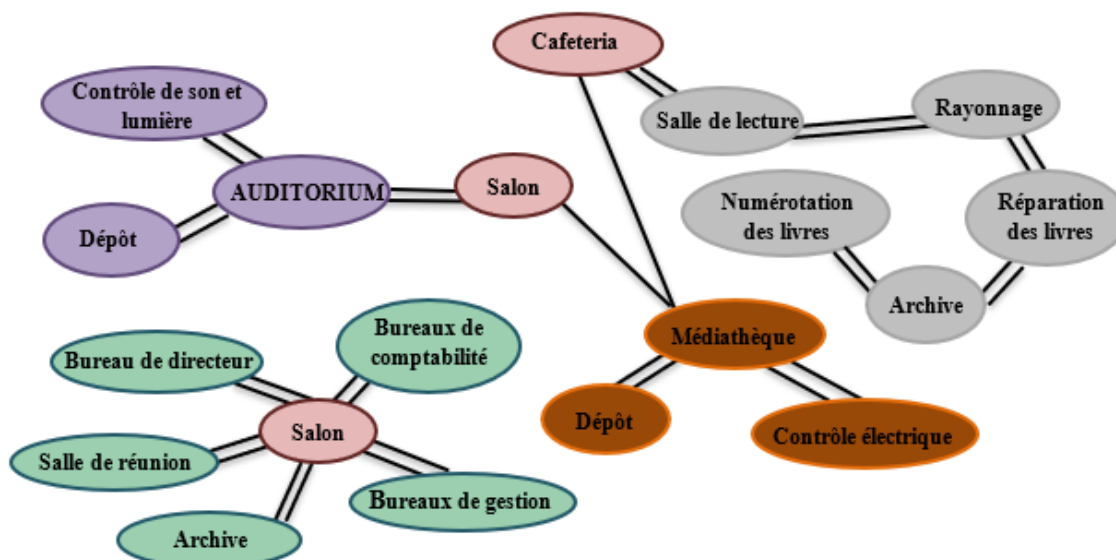 Cafeteria
Contrôle de son et
lumière
Salle de lecture
Rayonnage
AUDITORIUM
Salon
Numérotation
des livres
Réparation
des livres
Dépôt
Archive
Médiathèque
Bureaux de
comptabilité
Bureau de directeur
Dépôt
Contrôle électrique
Salon
Salle de réunion
Bureaux de gestion
Archive